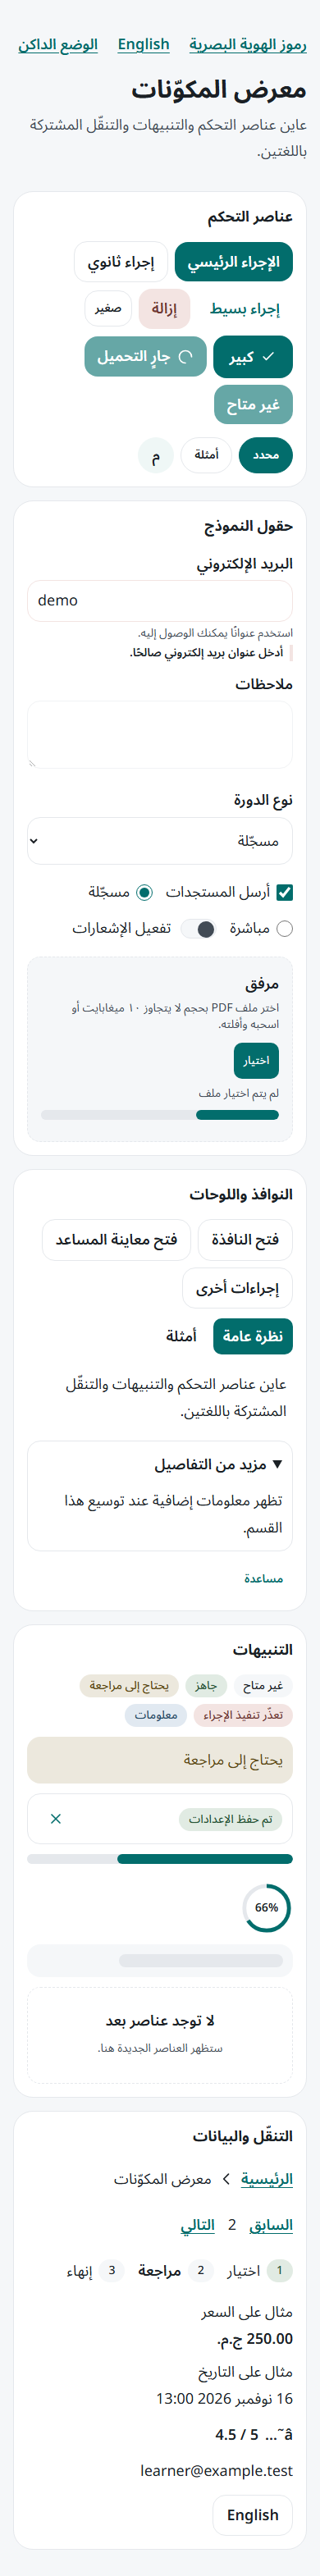 رموز الهوية البصرية English الوضع الداكن
معرض المكوّنات
عاين عناصر التحكم والتنبيهات والتنقّل المشتركة
باللغتين.
عناصر التحكم
الإجراء الرئيسي إجراء ثانوي
إجراء بسيط إزالة صغير
كبير جارٍ التحميل
غير متاح
محدد أمثلة م
حقول النموذج
البريد الإلكتروني
demo
استخدم عنوانًا يمكنك الوصول إليه.
أدخل عنوان بريد إلكتروني صالحًا.
ملاحظات
نوع الدورة
مسجّلة
أرسل المستجدات مسجّلة
مباشرة تفعيل الإشعارات
مرفق
اختر ملف PDF بحجم لا يتجاوز ١٠ ميغابايت أو
اسحبه وأفلته.
اختيار
لم يتم اختيار ملف
النوافذ واللوحات
فتح النافذة فتح معاينة المساعد
إجراءات أخرى
نظرة عامة أمثلة
عاين عناصر التحكم والتنبيهات والتنقّل
المشتركة باللغتين.
مزيد من التفاصيل
تظهر معلومات إضافية عند توسيع هذا
القسم.
مساعدة
التنبيهات
غير متاح جاهز يحتاج إلى مراجعة
تعذّر تنفيذ الإجراء معلومات
يحتاج إلى مراجعة
تم حفظ الإعدادات
66%
لا توجد عناصر بعد
ستظهر العناصر الجديدة هنا.
التنقّل والبيانات
الرئيسية معرض المكوّنات
السابق 2 التالي
1 اختيار 2 مراجعة 3 إنهاء
مثال على السعر
250.00 ج.م.
مثال على التاريخ
16 نوفمبر 2026 13:00
4.5 / 5 â˜…
learner@example.test
English